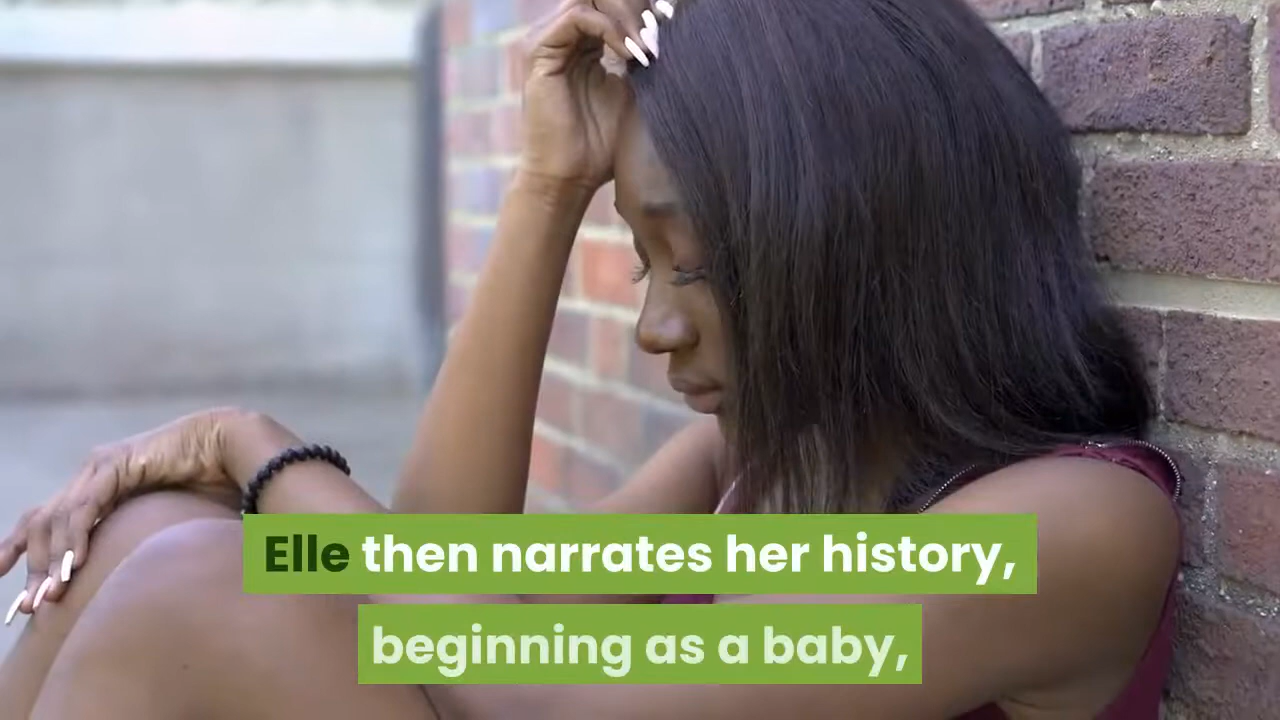 Elle then narrates her history,
beginning as a baby,